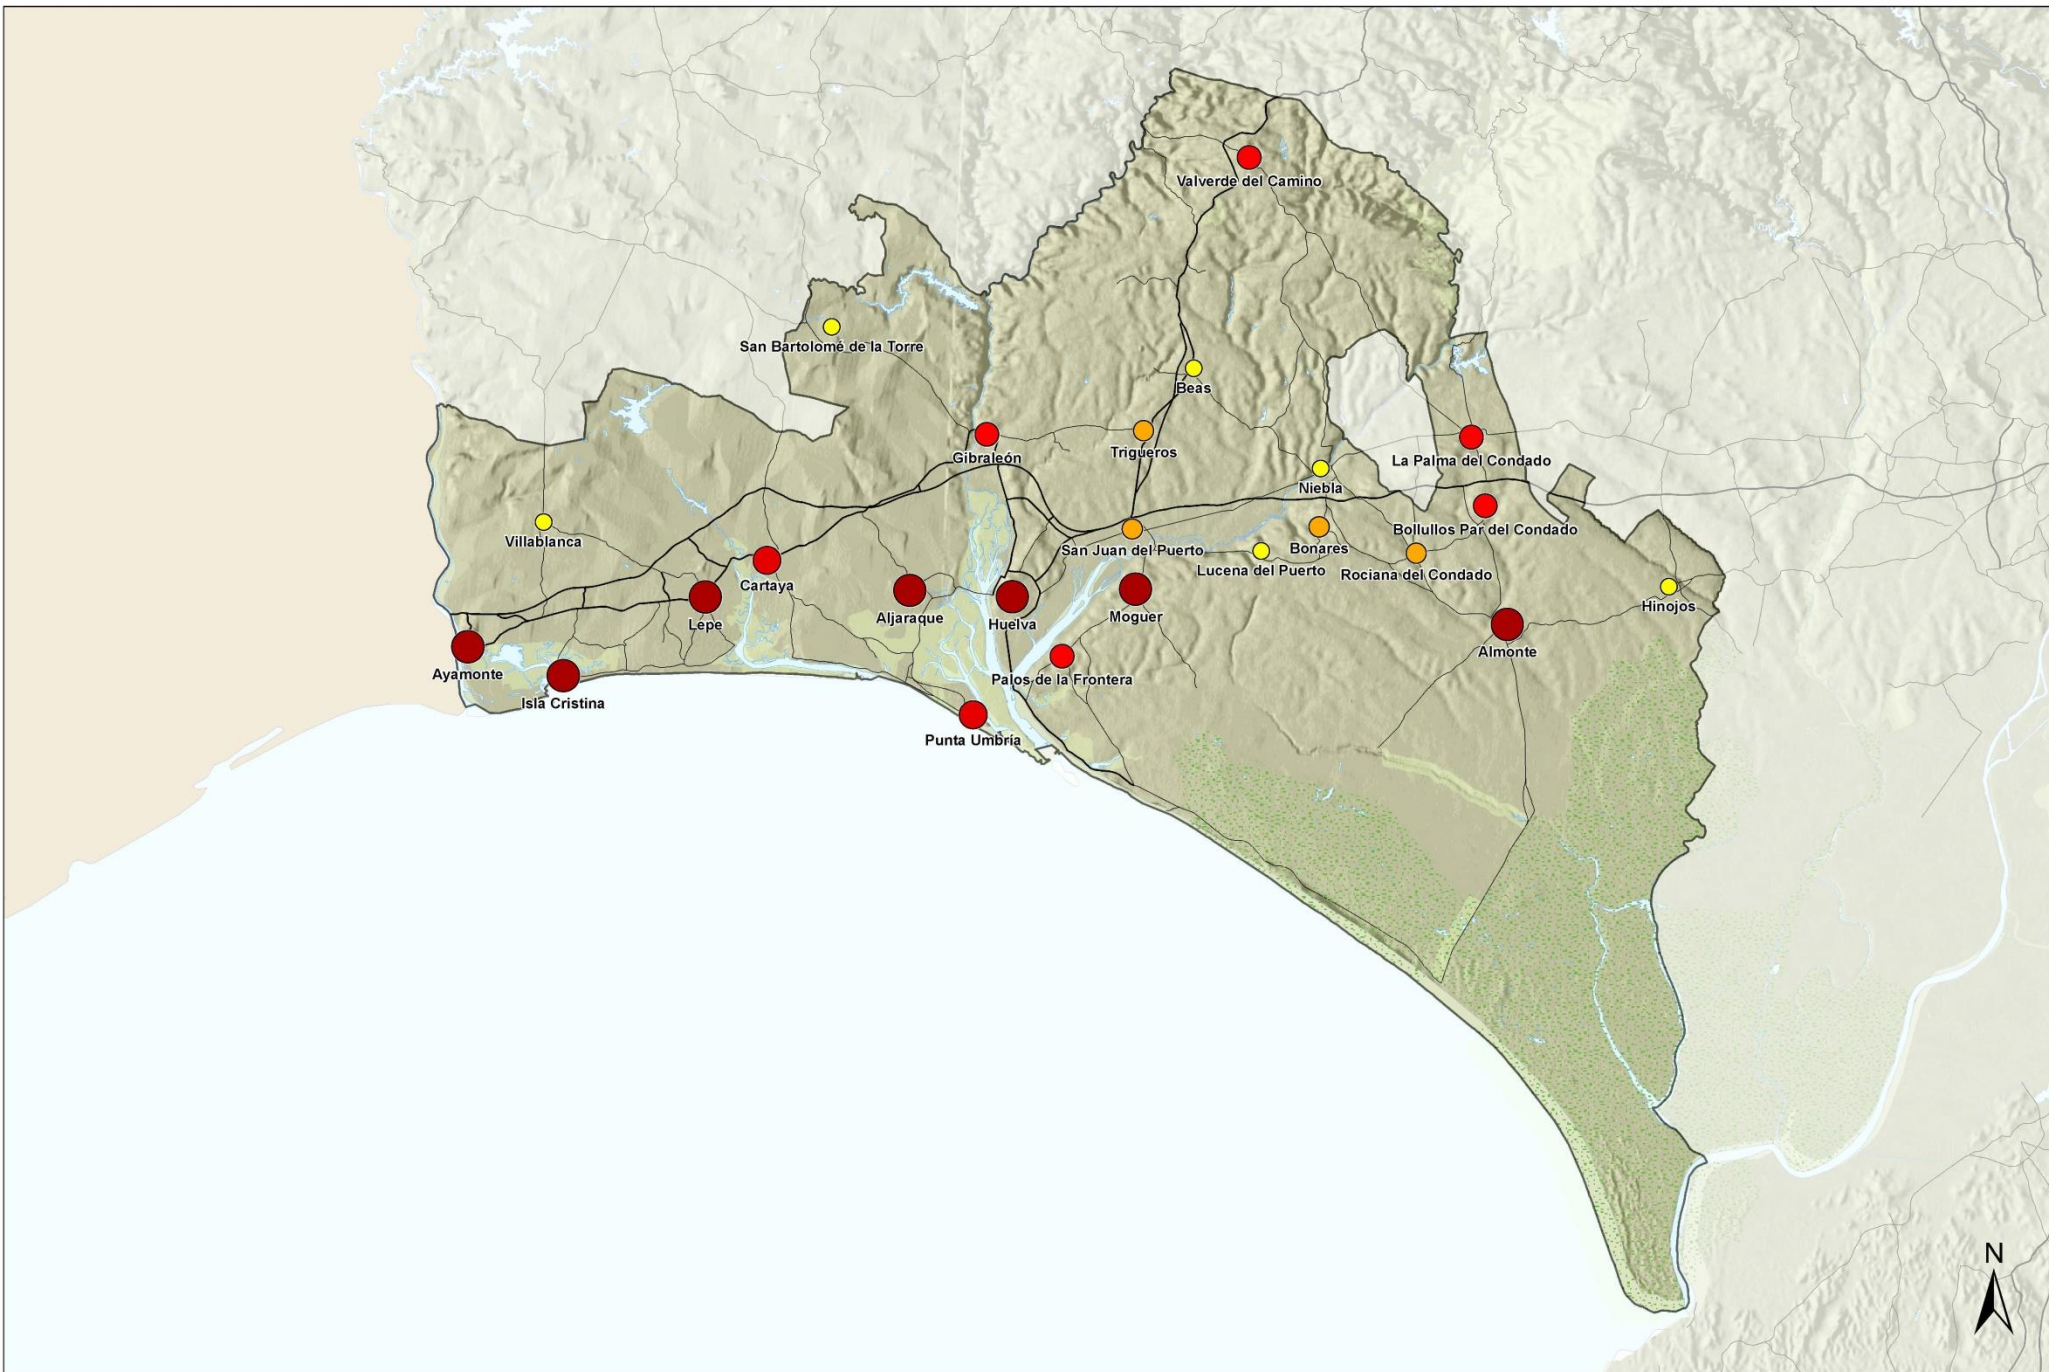 Valverde del Camino
San Bartolomé de la Torre
Beas
Gibraleón
Trigueros
La Palma del Condado
Niebla
Bollullos Par del Condado
Villablanca
San Juan del Puerto
Bonares
Lucena del Puerto
Rociana del Condado
Cartaya
Hinojos
Aljaraque
Moguer
Lepe
Huelva
Almonte
Ayamonte
Palos de la Frontera
Isla Cristina
Punta Umbría
N